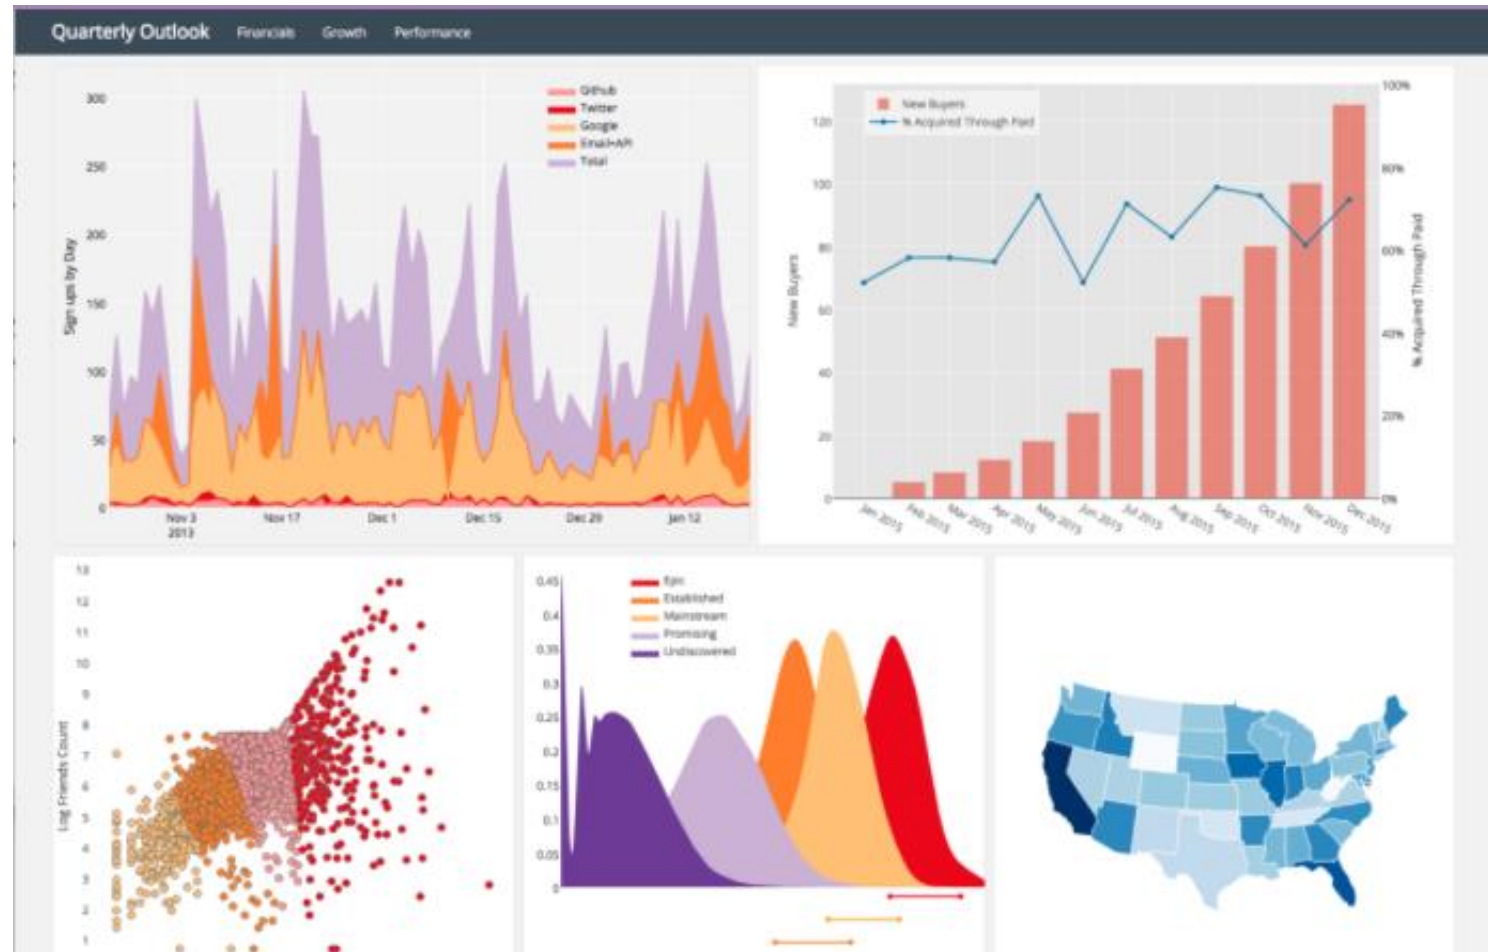 Quarterly Outlook Financials Growth Performance
300
250
200
150
100
50
0
Sign ups by Day
Github
Twitter
Google
Email+API
Total
Nov 3 Nov 17 Dec 1 Dec 15 Dec 29 Jan 12
2013
New Buyers
% Acquired Through Paid
120
100
80
60
40
20
0
New Buyers
100%
80%
60%
40%
20%
0%
% Acquired Through Paid
Jan 2015 Feb 2015 Mar 2015 Apr 2015 May 2015 Jun 2015 Jul 2015 Aug 2015 Sep 2015 Oct 2015 Nov 2015 Dec 2015
13
12
11
10
9
8
7
6
5
4
3
2
1
Log Friends Count
0.45
0.4
0.35
0.3
0.25
0.2
0.15
0.1
0.05
0
Epic
Established
Mainstream
Promising
Undiscovered